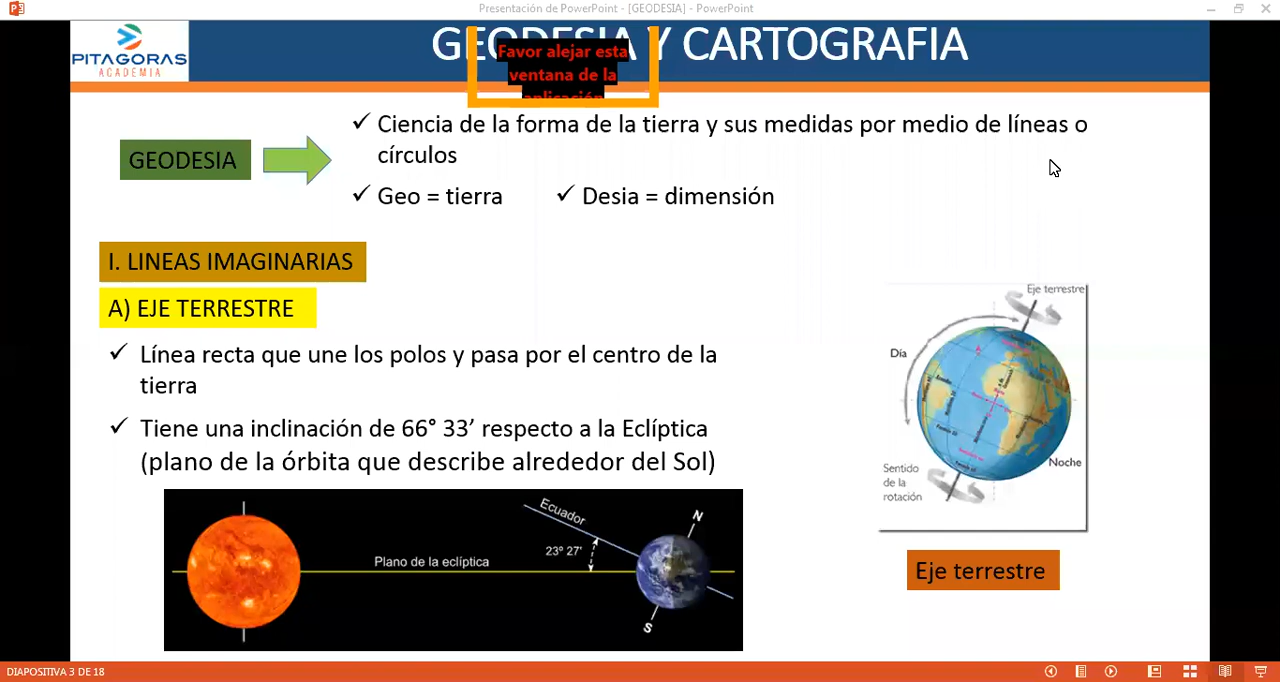 Presentación de PowerPoint - [GEODESIA] - PowerPoint
PITAGORAS
ACADEMIA
GEODESIA Y CARTOGRAFIA
Favor alejar esta
ventana de la
aplicación
GEODESIA
✓ Ciencia de la forma de la tierra y sus medidas por medio de líneas o
círculos
✓ Geo = tierra ✓ Desia = dimensión
I. LINEAS IMAGINARIAS
A) EJE TERRESTRE
✓ Línea recta que une los polos y pasa por el centro de la
tierra
✓ Tiene una inclinación de 66° 33’ respecto a la Eclíptica
(plano de la órbita que describe alrededor del Sol)
Eje terrestre
Día
Noche
Sentido
de la
rotación
Ecuador
N
23º 27'
Plano de la eclíptica
S
Eje terrestre
DIAPOSITIVA 3 DE 18